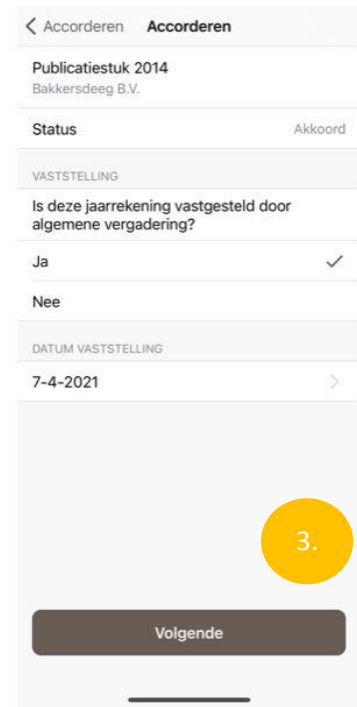 Accorderen Accorderen
Publicatiestuk 2014
Bakkersdeeg B.V.
Status Akkoord
VASTSTELLING
Is deze jaarrekening vastgesteld door
algemene vergadering?
Ja
Nee
DATUM VASTSTELLING
7-4-2021
3.
Volgende